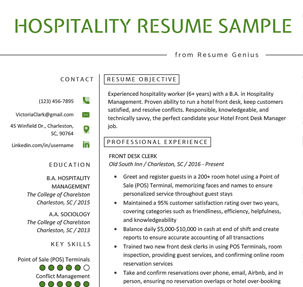 HOSPITALITY RESUME SAMPLE
from Resume Genius
CONTACT
(123) 456-7895
VictoriaClark@gmail.com
45 Winfield Dr., Charleston,
SC, 90764
Linkedin.com/in/username
in
EDUCATION
B.A. HOSPITALITY
MANAGEMENT
The College of Charelston
Charleston, SC / 2015
A.A. SOCIOLOGY
The College of Charelston
Charleston, SC / 2013
KEY SKILLS
Point of Sale (POS) Terminal
Conflict Management
RESUME OBJECTIVE
Experienced hospitality worker (6+ years) with a B.A. in Hospitality
Management. Proven ability to run a hotel front desk, keep customers
satisfied, and resolve conflicts. Responsible, knowledgeable, and
technically savvy, the perfect candidate your Hotel Front Desk Manager
job.
PROFESSIONAL EXPERIENCE
FRONT DESK CLERK
Old South Inn / Charleston, SC / 2016 - Present
• Greet and register guests in a 200+ room hotel using a Point of
Sale (POS) Terminal, memorizing faces and names to ensure
personalized service throughout guest stays
• Maintained a 95% customer satisfaction rating over two years,
covering categories such as friendliness, efficiency, helpfulness,
and knowledgeability
• Balance daily $5,000-$10,000 in cash at end of shift and create
reports to ensure accurate accounting of all transactions
• Trained two new front desk clerks in using POS Terminals, room
inspection, providing guest services, and confirming online room
reservation services
• Take and confirm reservations over phone, email, Airbnb, and in
person, ensuring no reservation overlaps or hotel over-booking